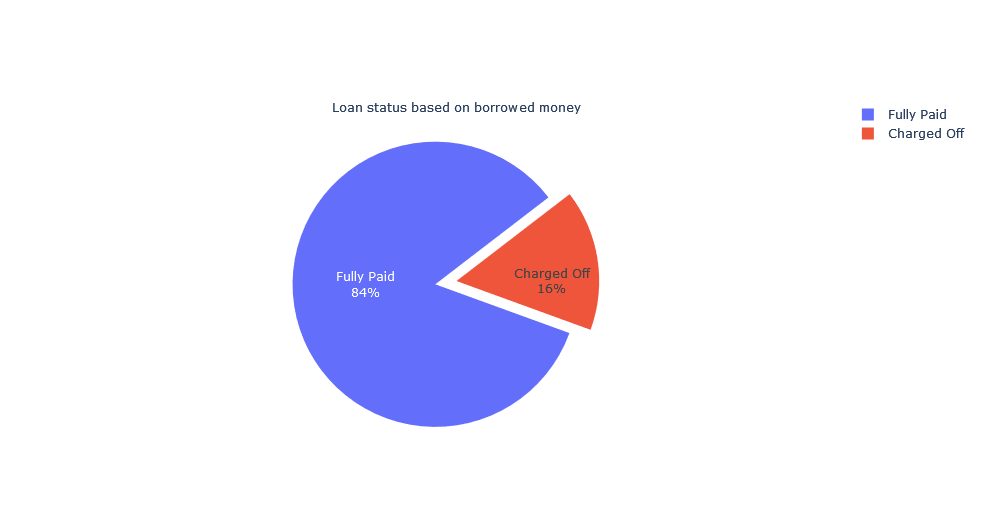 Loan status based on borrowed money
Fully Paid
Charged Off
Fully Paid
84%
Charged Off
16%